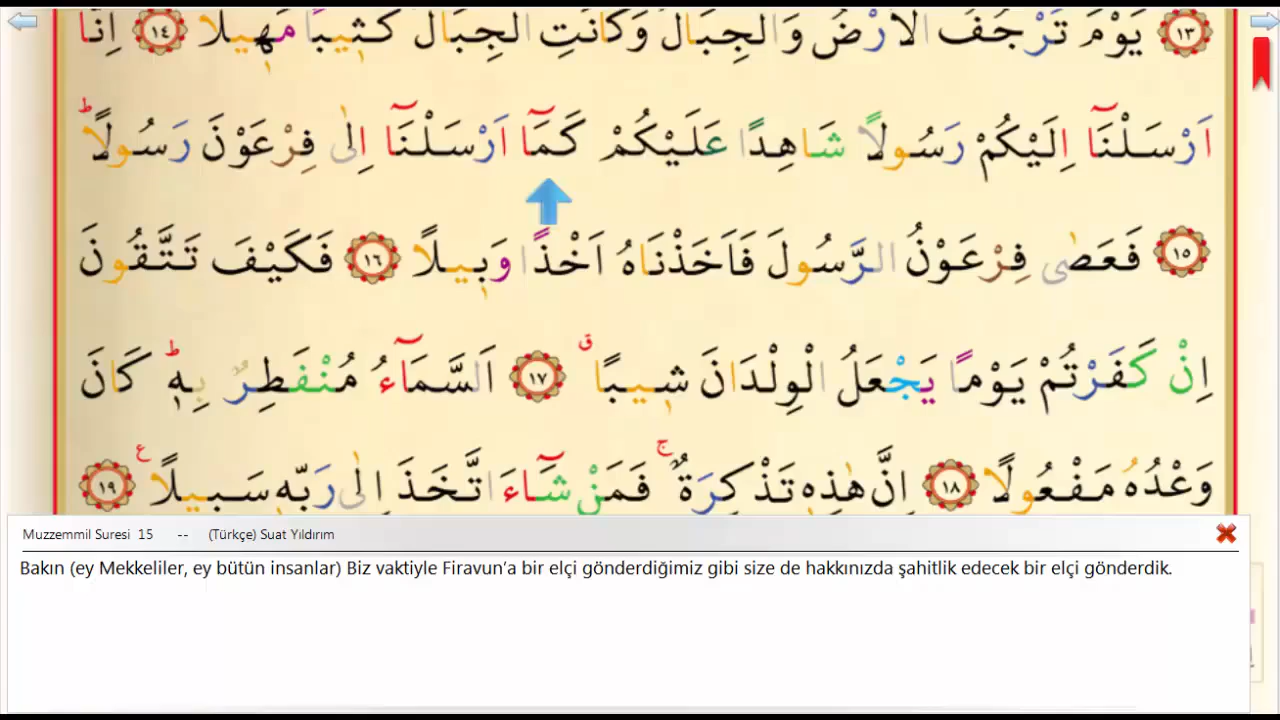 ﴿١٣﴾ يَوْمَ تَرْجُفُ الْاَرْضُ وَالْجِبَالُ وَكَانَتِ الْجِبَالُ كَثٖيبًا مَهٖيلًا ﴿١٤﴾ اِنَّٓا
اَرْسَلْنَٓا اِلَيْكُمْ رَسُولًا شَاهِدًا عَلَيْكُمْ كَمَٓا اَرْسَلْنَٓا اِلٰى فِرْعَوْنَ رَسُولًاؕ
﴿١٥﴾ فَعَصٰى فِرْعَوْنُ الرَّسُولَ فَاَخَذْنَاهُ اَخْذًا وَبٖيلًا ﴿١٦﴾ فَكَيْفَ تَتَّقُونَ
اِنْ كَفَرْتُمْ يَوْمًا يَجْعَلُ الْوِلْدَانَ شٖيبًاۗ ﴿١٧﴾ اَلسَّمَٓاءُ مُنْفَطِرٌ بِهٖؕ كَانَ
وَعْدُهُ مَفْعُولًا ﴿١٨﴾ اِنَّ هٰذِهٖ تَذْكِرَةٌۚ فَمَنْ شَٓاءَ اتَّخَذَ اِلٰى رَبِّهٖ سَبٖيلًاع ﴿١٩﴾
Muzzemmil Suresi 15 -- (Türkçe) Suat Yıldırım
Bakın (ey Mekkeliler, ey bütün insanlar) Biz vaktiyle Firavun’a bir elçi gönderdiğimiz gibi size de hakkınızda şahitlik edecek bir elçi gönderdik.